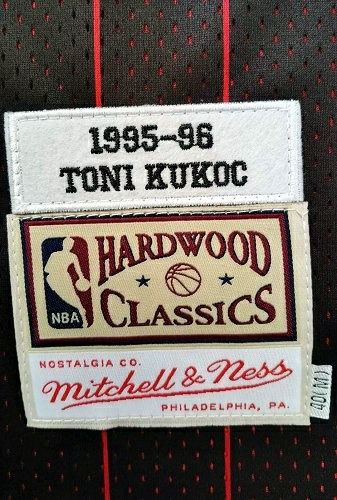 1995-96
TONI KUKOC
HARDWOOD
NBA
CLASSICS
NOSTALGIA CO.
Mitchell & Ness
PHILADELPHIA, PA.
40(M)